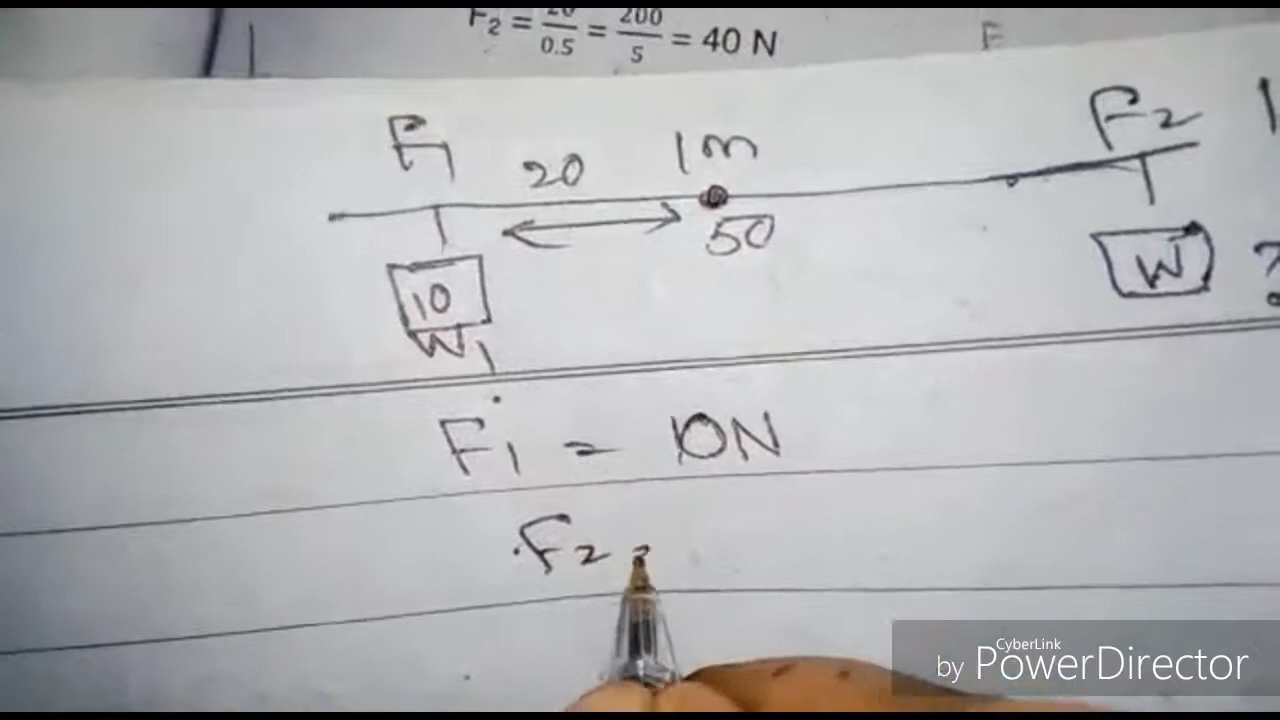 F₂ = 20/0.5 = 200/5 = 40 N
F
F₁ 20 1m F₂
50
10 W
W₁ ?
F₁ = 10N
F₂ =
CyberLink
by PowerDirector